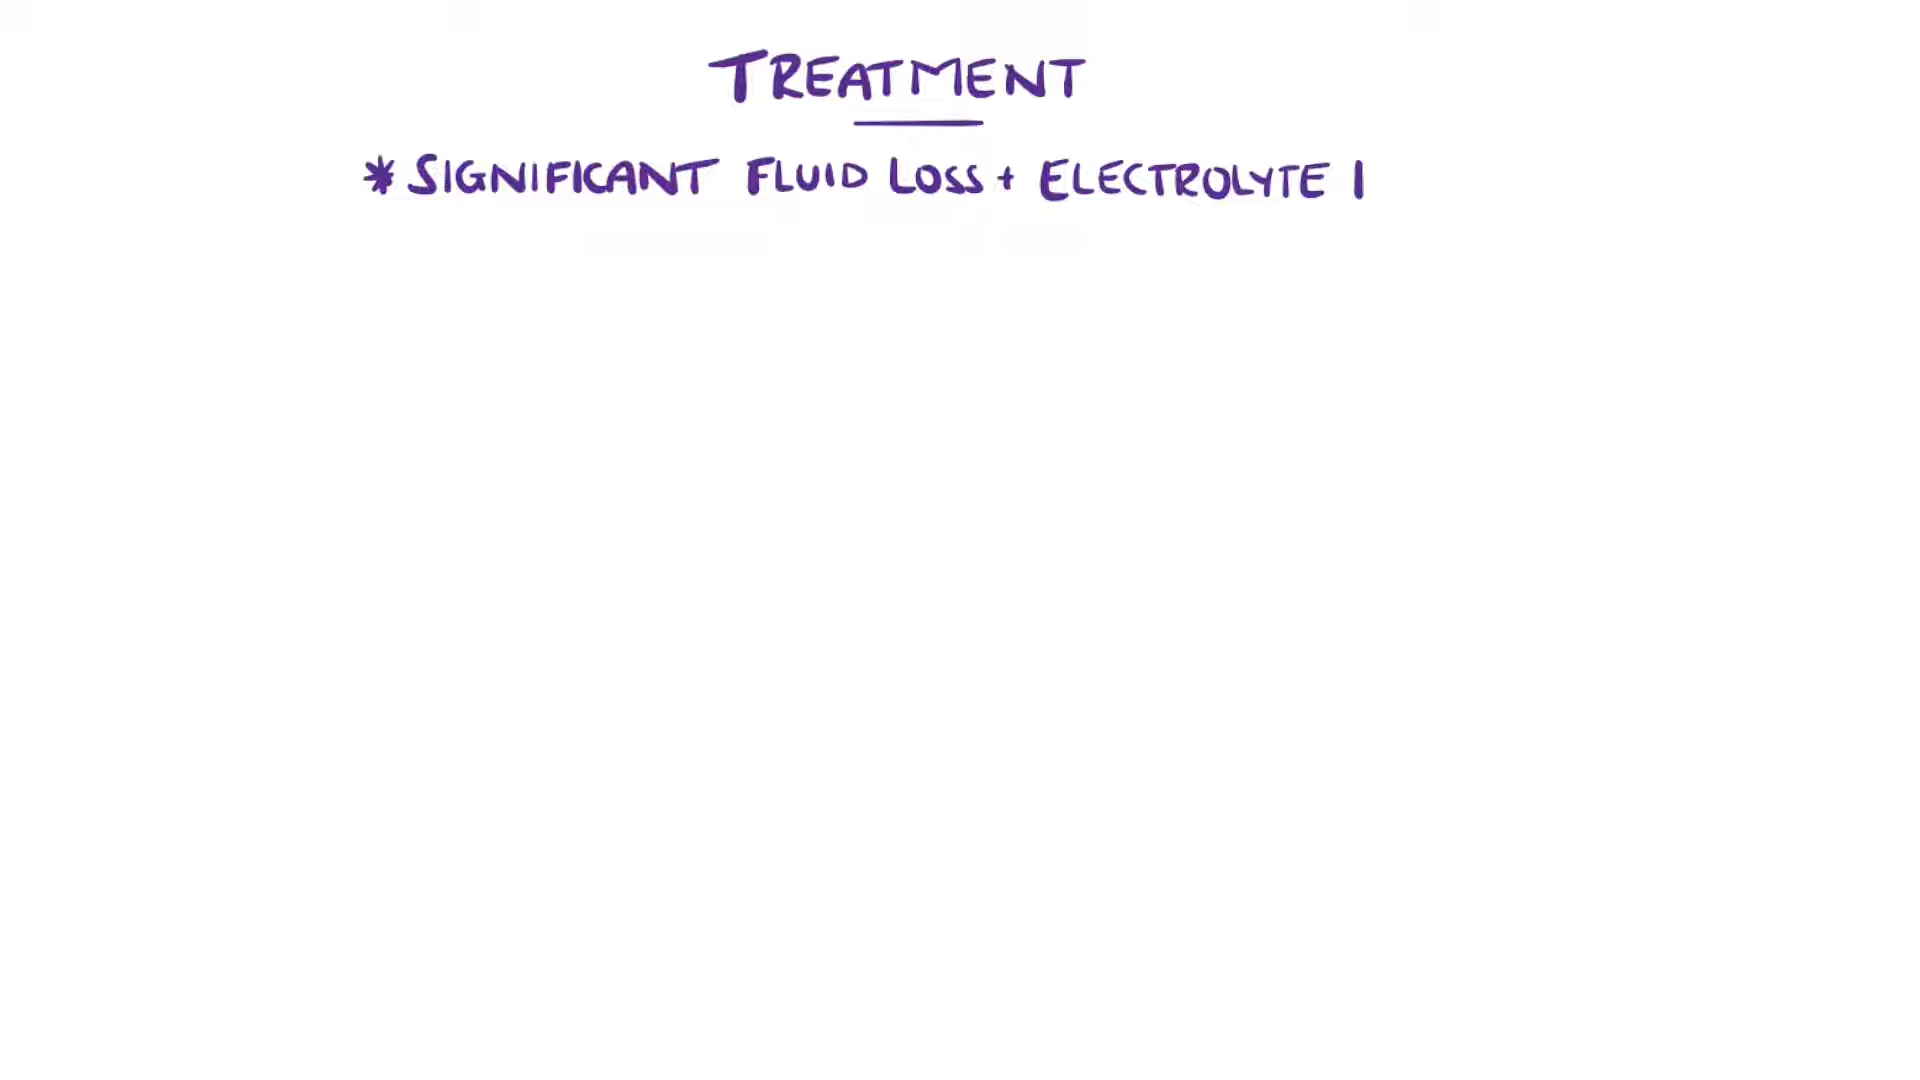 TREATMENT
* SIGNIFICANT FLUID LOSS + ELECTROLYTE I